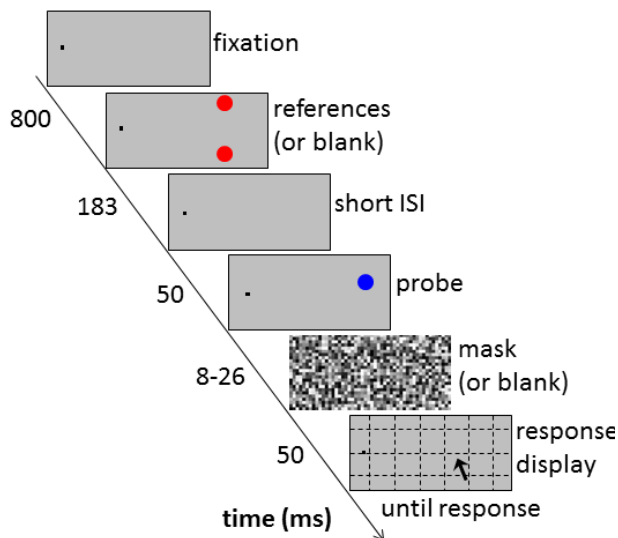 fixation
800
references
(or blank)
183
short ISI
50
probe
8-26
mask
(or blank)
50
response
display
time (ms)
until response